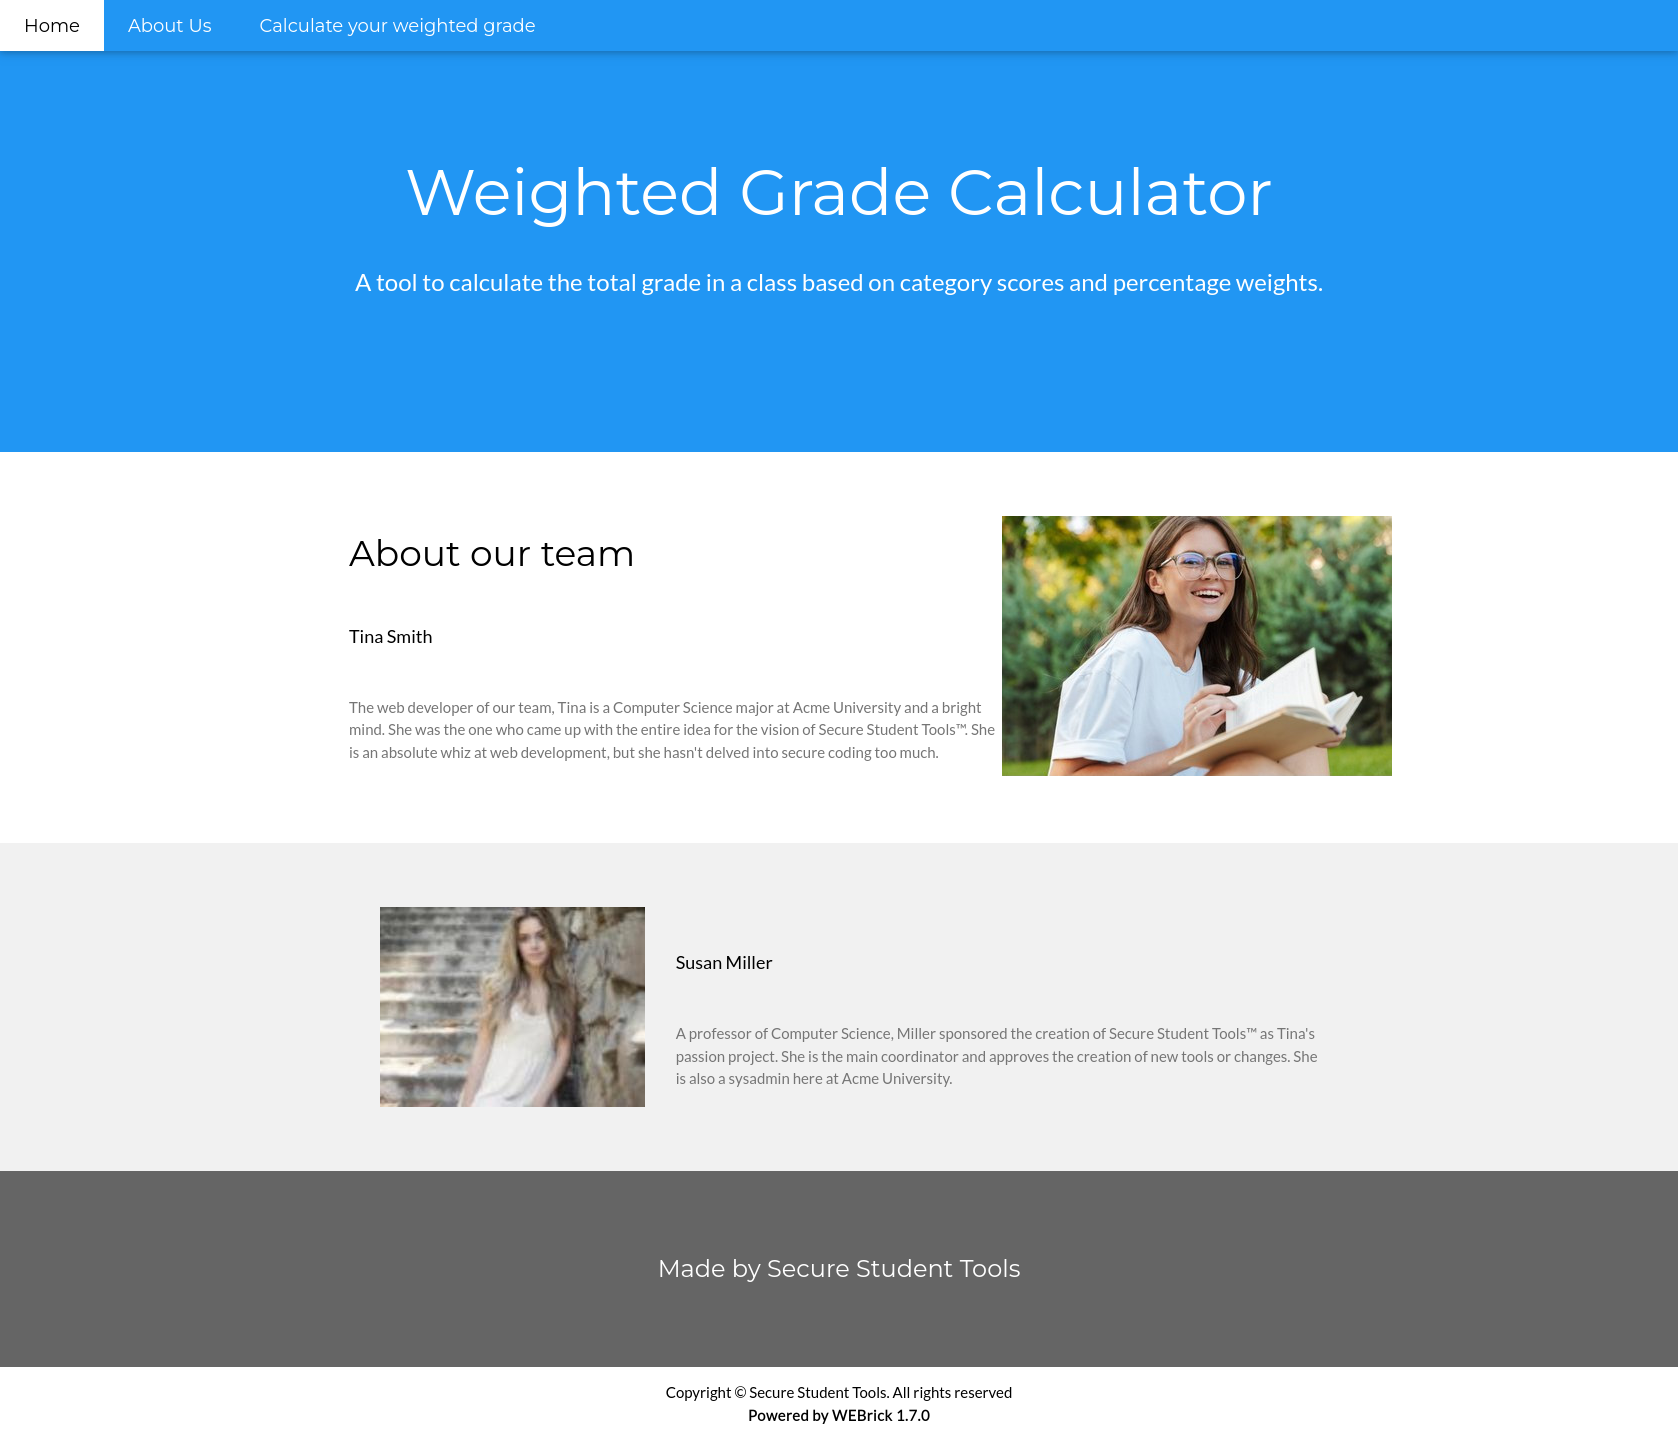 Home
About Us
Calculate your weighted grade
Weighted Grade Calculator
A tool to calculate the total grade in a class based on category scores and percentage weights.
About our team
Tina Smith
The web developer of our team, Tina is a Computer Science major at Acme University and a bright
mind. She was the one who came up with the entire idea for the vision of Secure Student Tools™. She
is an absolute whiz at web development, but she hasn't delved into secure coding too much.
Susan Miller
A professor of Computer Science, Miller sponsored the creation of Secure Student Tools™ as Tina's
passion project. She is the main coordinator and approves the creation of new tools or changes. She
is also a sysadmin here at Acme University.
Made by Secure Student Tools
Copyright © Secure Student Tools. All rights reserved
Powered by WEBrick 1.7.0